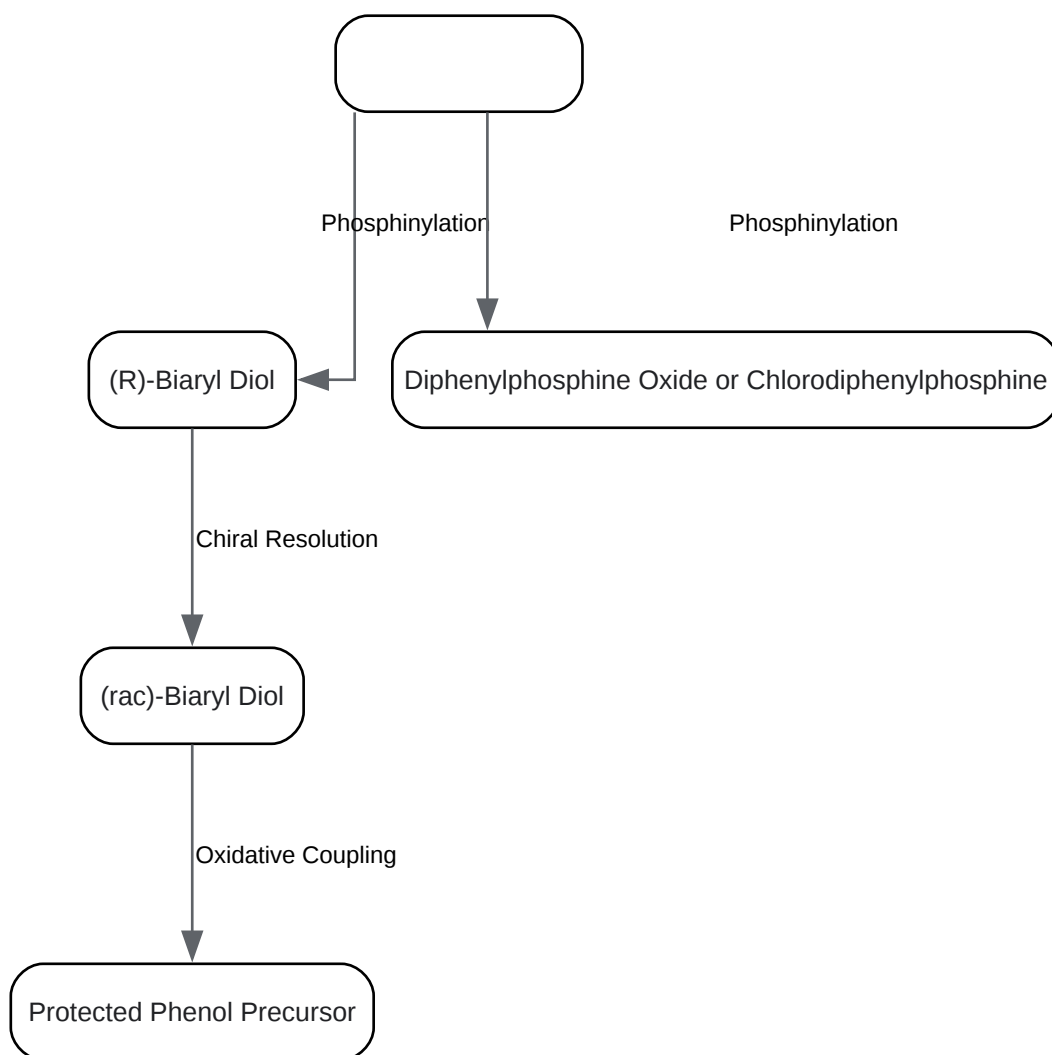 Phosphinylation
Phosphinylation
(R)-Biaryl Diol
Diphenylphosphine Oxide or Chlorodiphenylphosphine
Chiral Resolution
(rac)-Biaryl Diol
Oxidative Coupling
Protected Phenol Precursor